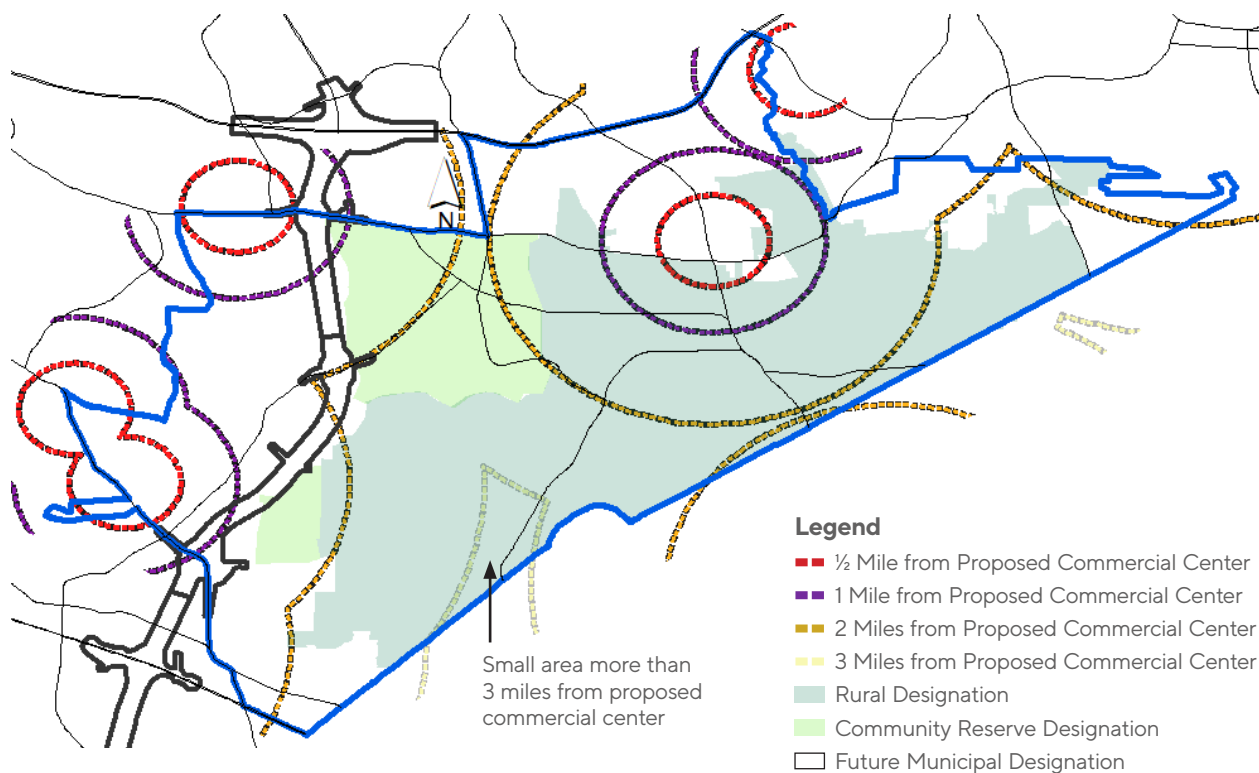 N
Small area more than
3 miles from proposed
commercial center
Legend
½ Mile from Proposed Commercial Center
1 Mile from Proposed Commercial Center
2 Miles from Proposed Commercial Center
3 Miles from Proposed Commercial Center
Rural Designation
Community Reserve Designation
Future Municipal Designation